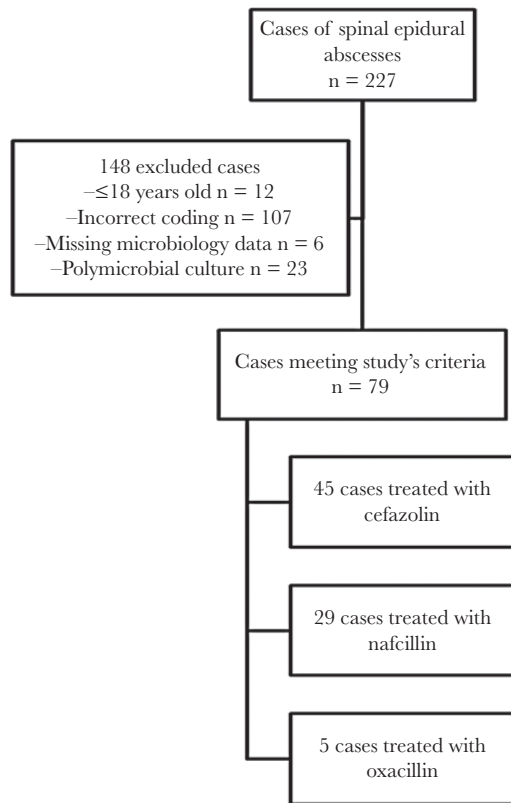 Cases of spinal epidural
abscesses
n = 227
148 excluded cases
–≤18 years old n = 12
–Incorrect coding n = 107
–Missing microbiology data n = 6
–Polymicrobial culture n = 23
Cases meeting study's criteria
n = 79
45 cases treated with
cefazolin
29 cases treated with
nafcillin
5 cases treated with
oxacillin